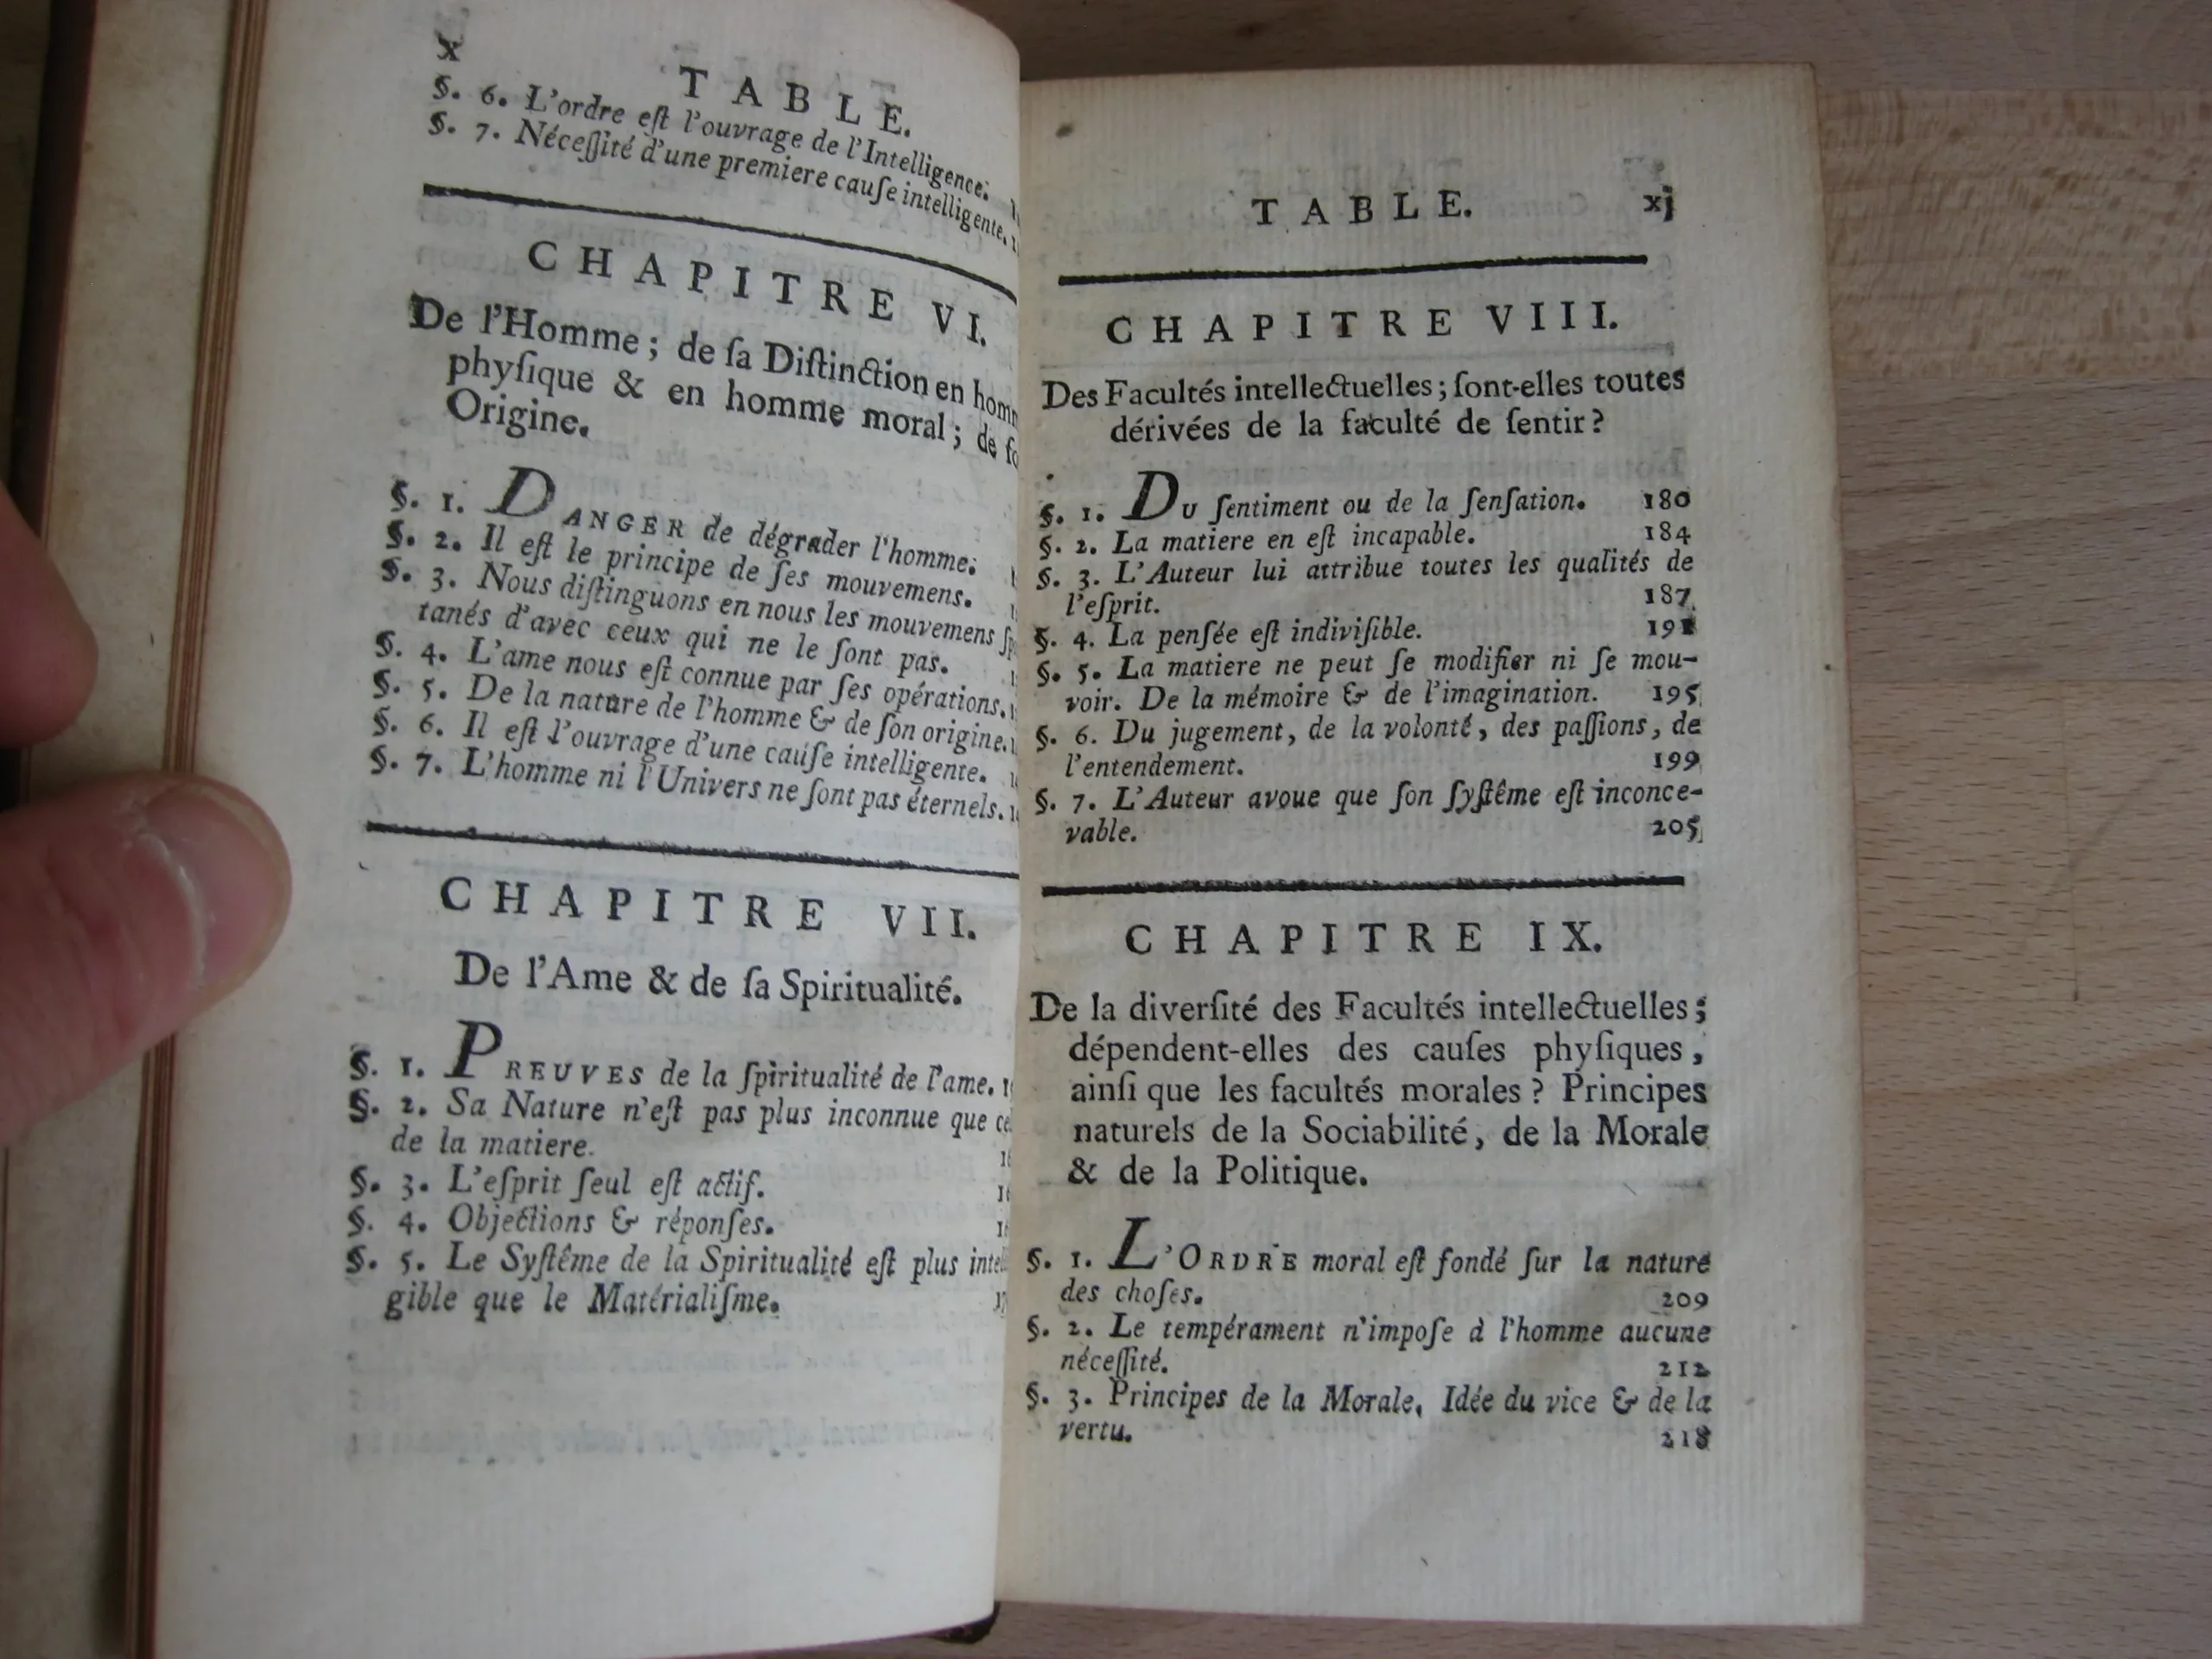 x
TABLE.
§. 6. L'ordre eſt l'ouvrage de l'Intelligence.
§. 7. Néceſſité d'une premiere cauſe intelligente.
CHAPITRE VI.
De l'Homme ; de ſa Diſtinction en
phyſique & en homme moral ; de
Origine.
§. 1. DANGER de dégrader l'homme.
§. 2. Il eſt le principe de ſes mouvemens.
§. 3. Nous diſtinguons en nous les mouvemens
tanés d'avec ceux qui ne le ſont pas.
§. 4. L'ame nous eſt connue par ſes opérations.
§. 5. De la nature de l'homme & de ſon origine.
§. 6. Il eſt l'ouvrage d'une cauſe intelligente.
§. 7. L'homme ni l'Univers ne ſont pas éternels.
CHAPITRE VII.
De l'Ame & de ſa Spiritualité.
§. 1. PREUVES de la ſpiritualité de l'ame.
§. 2. Sa Nature n'eſt pas plus inconnue que
de la matiere.
§. 3. L'eſprit ſeul eſt actif.
§. 4. Objections & réponſes.
§. 5. Le Syſtême de la Spiritualité eſt plus
gible que le Matérialiſme.
TABLE. xj
CHAPITRE VIII.
Des Facultés intellectuelles ; ſont-elles toutes
dérivées de la faculté de ſentir ?
§. 1. DU ſentiment ou de la ſenſation. 180
§. 2. La matiere en eſt incapable. 184
§. 3. L'Auteur lui attribue toutes les qualités de
l'eſprit. 187
§. 4. La penſée eſt indiviſible. 191
§. 5. La matiere ne peut ſe modifier ni ſe mou-
voir. De la mémoire & de l'imagination. 195
§. 6. Du jugement, de la volonté, des paſſions, de
l'entendement. 199
§. 7. L'Auteur avoue que ſon ſyſtême eſt inconce-
vable. 205
CHAPITRE IX.
De la diverſité des Facultés intellectuelles ;
dépendent-elles des cauſes phyſiques,
ainſi que les facultés morales ? Principes
naturels de la Sociabilité, de la Morale
& de la Politique.
§. 1. L'ORDRE moral eſt fondé ſur la nature
des choſes. 209
§. 2. Le tempérament n'impoſe à l'homme aucune
néceſſité. 212
§. 3. Principes de la Morale. Idée du vice & de la
vertu. 218